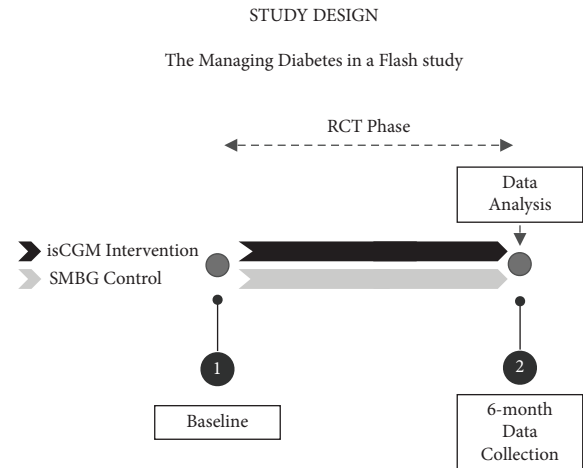 STUDY DESIGN
The Managing Diabetes in a Flash study
RCT Phase
Data
Analysis
isCGM Intervention
SMBG Control
1
2
Baseline
6-month
Data
Collection